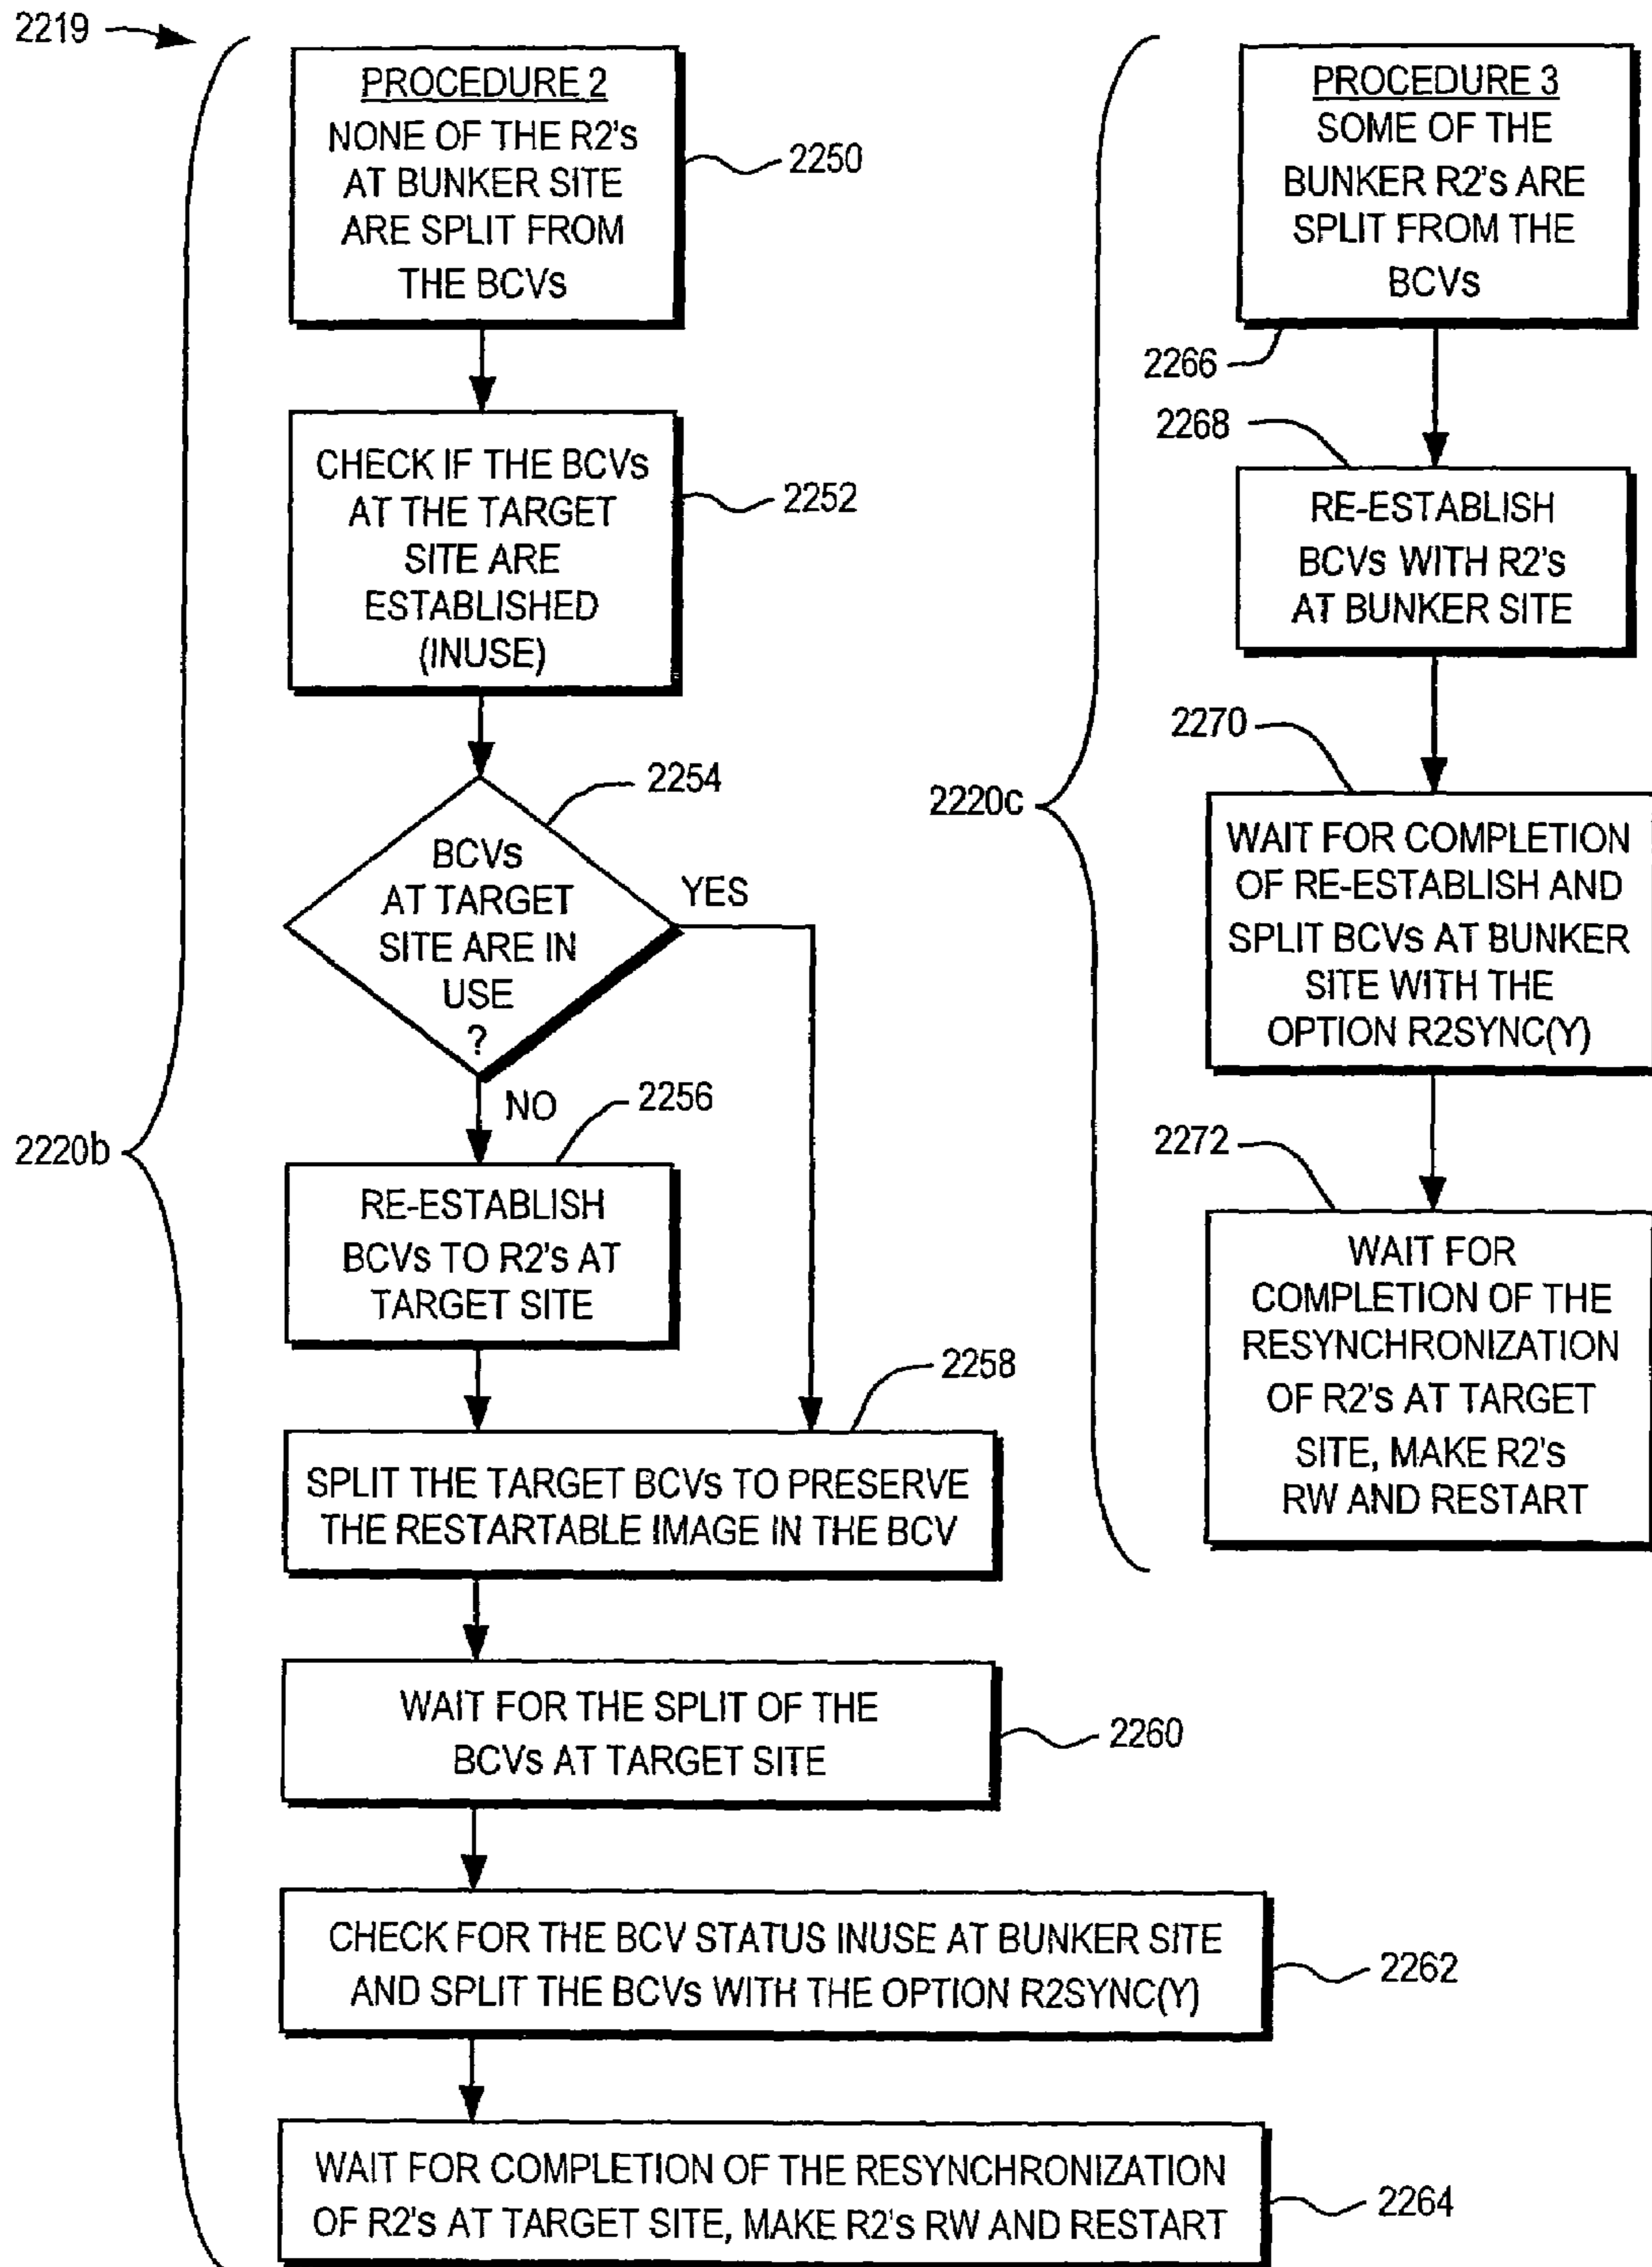 2219
PROCEDURE 2
NONE OF THE R2's
AT BUNKER SITE
ARE SPLIT FROM
THE BCVs
2250
CHECK IF THE BCVs
AT THE TARGET
SITE ARE
ESTABLISHED
(INUSE)
2252
BCVs
AT TARGET
SITE ARE IN
USE
?
2254
YES
NO
2256
RE-ESTABLISH
BCVs TO R2's AT
TARGET SITE
2258
SPLIT THE TARGET BCVs TO PRESERVE
THE RESTARTABLE IMAGE IN THE BCV
WAIT FOR THE SPLIT OF THE
BCVs AT TARGET SITE
2260
CHECK FOR THE BCV STATUS INUSE AT BUNKER SITE
AND SPLIT THE BCVs WITH THE OPTION R2SYNC(Y)
2262
WAIT FOR COMPLETION OF THE RESYNCHRONIZATION
OF R2's AT TARGET SITE, MAKE R2's RW AND RESTART
2264
2220b
PROCEDURE 3
SOME OF THE
BUNKER R2's ARE
SPLIT FROM THE
BCVs
2266
2268
RE-ESTABLISH
BCVs WITH R2's
AT BUNKER SITE
2270
WAIT FOR COMPLETION
OF RE-ESTABLISH AND
SPLIT BCVs AT BUNKER
SITE WITH THE
OPTION R2SYNC(Y)
2272
WAIT FOR
COMPLETION OF THE
RESYNCHRONIZATION
OF R2's AT TARGET
SITE, MAKE R2's
RW AND RESTART
2220c